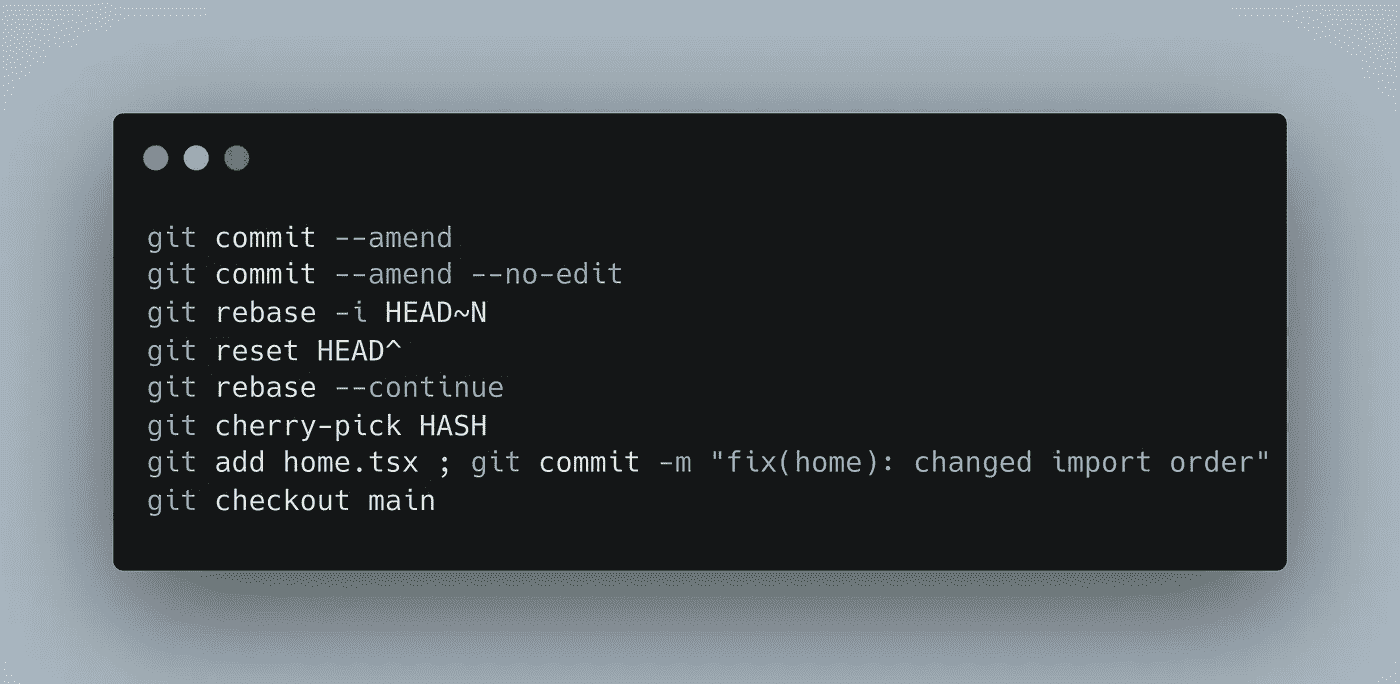 git commit --amend
git commit --amend --no-edit
git rebase -i HEAD~N
git reset HEAD^
git rebase --continue
git cherry-pick HASH
git add home.tsx ; git commit -m "fix(home): changed import order"
git checkout main